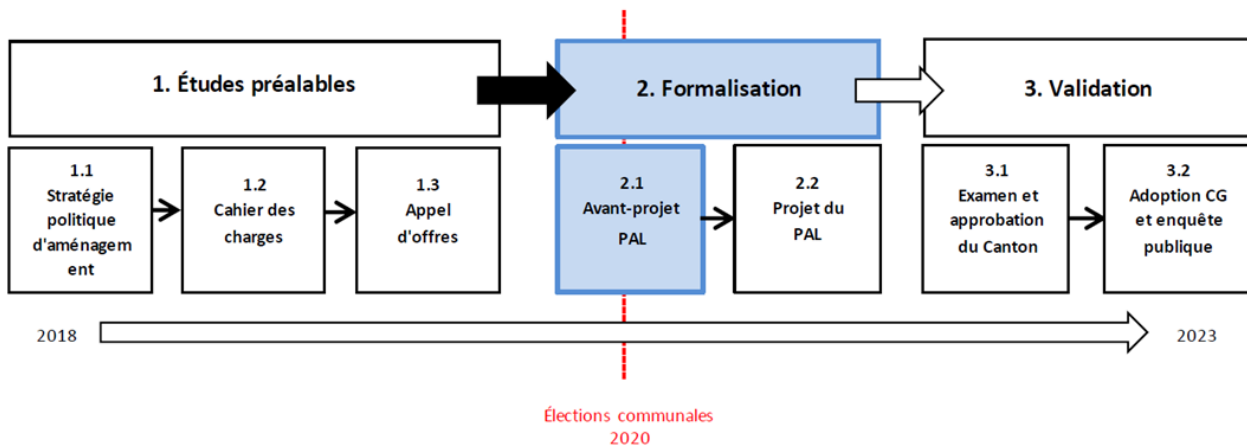 1. Études préalables
2. Formalisation
3. Validation
1.1
Stratégie
politique
d'aménagem
ent
1.2
Cahier des
charges
1.3
Appel
d'offres
2.1
Avant-projet
PAL
2.2
Projet du
PAL
3.1
Examen et
approbation
du Canton
3.2
Adoption CG
et enquête
publique
2018
2023
Élections communales
2020